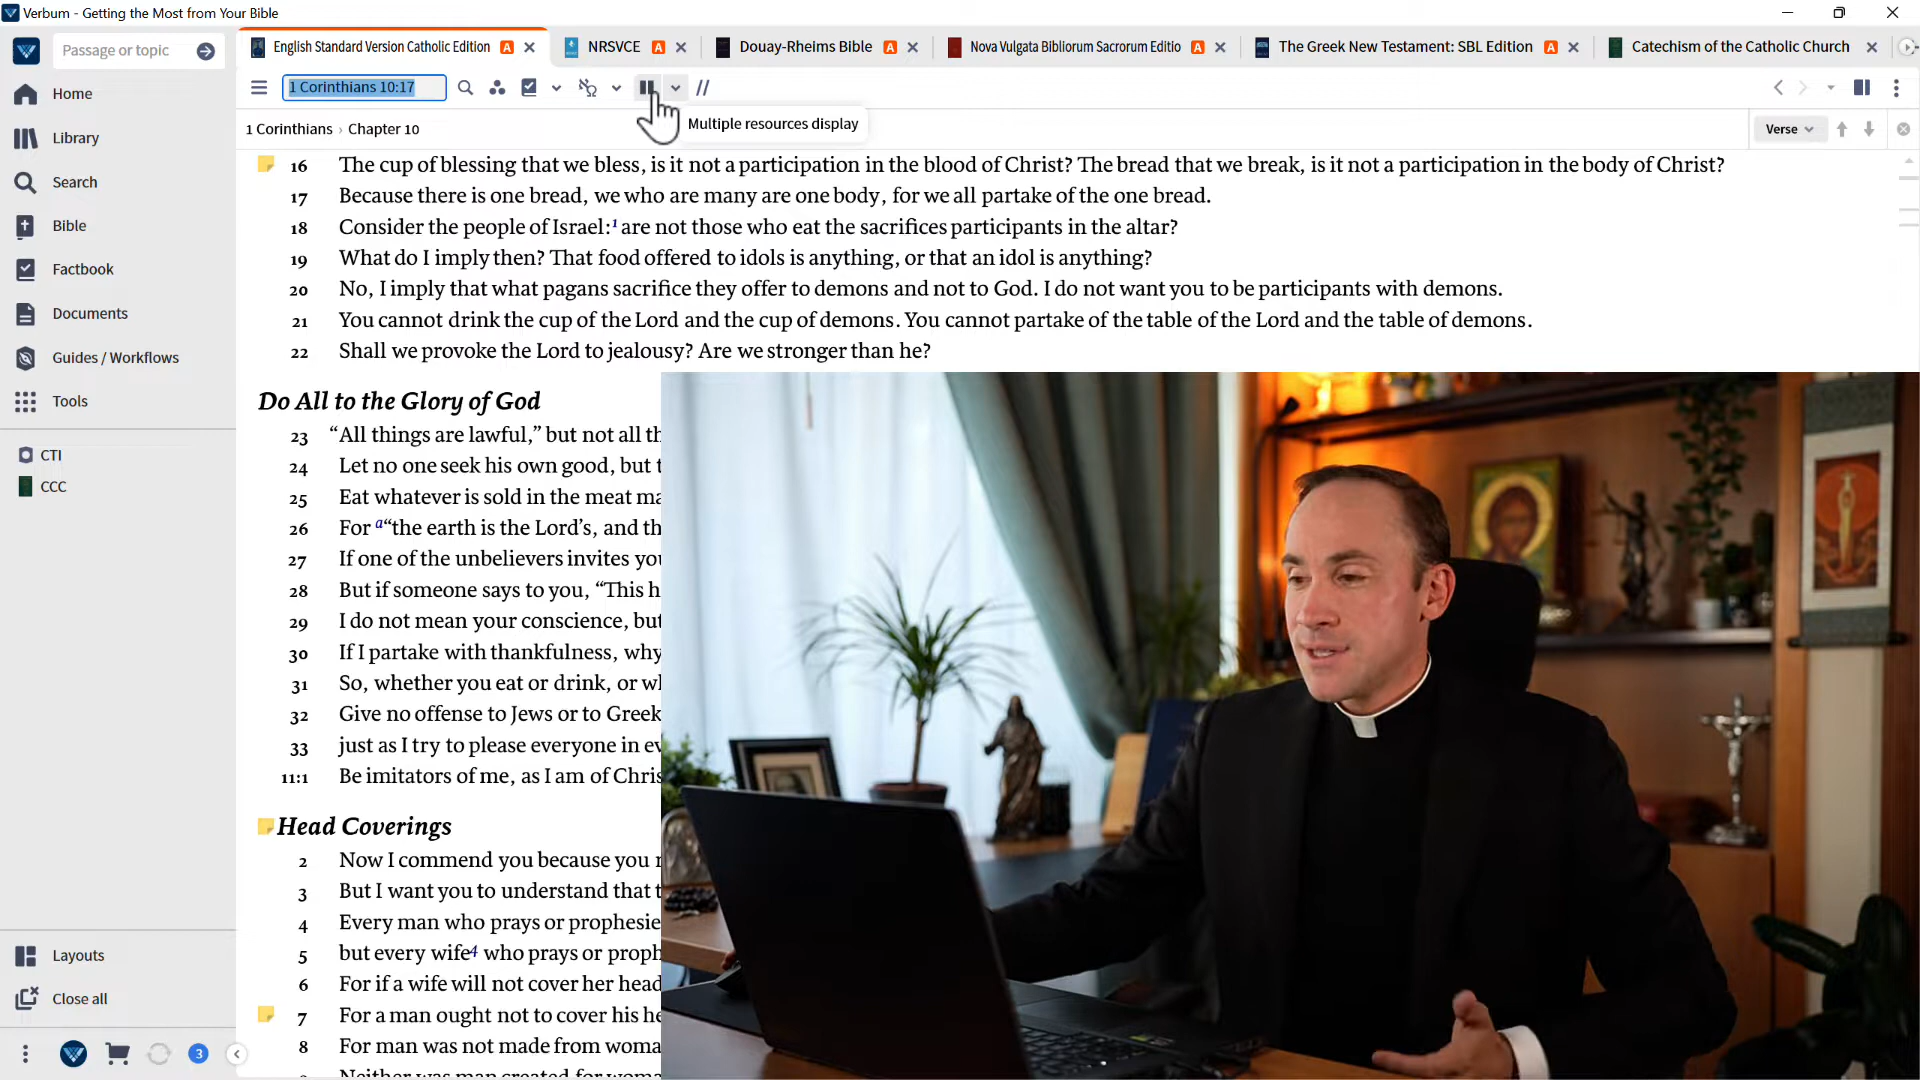 Verbum - Getting the Most from Your Bible
Passage or topic
English Standard Version Catholic Edition A
NRSVCE A
Douay-Rheims Bible A
Nova Vulgata Bibliorum Sacrorum Editio A
The Greek New Testament: SBL Edition A
Catechism of the Catholic Church
Home
Library
Search
Bible
Factbook
Documents
Guides / Workflows
Tools
CTI
CCC
Layouts
Close all
3
1 Corinthians 10:17
//
Multiple resources display
1 Corinthians › Chapter 10
Verse
16 The cup of blessing that we bless, is it not a participation in the blood of Christ? The bread that we break, is it not a participation in the body of Christ?
17 Because there is one bread, we who are many are one body, for we all partake of the one bread.
18 Consider the people of Israel:1 are not those who eat the sacrifices participants in the altar?
19 What do I imply then? That food offered to idols is anything, or that an idol is anything?
20 No, I imply that what pagans sacrifice they offer to demons and not to God. I do not want you to be participants with demons.
21 You cannot drink the cup of the Lord and the cup of demons. You cannot partake of the table of the Lord and the table of demons.
22 Shall we provoke the Lord to jealousy? Are we stronger than he?
Do All to the Glory of God
23 “All things are lawful,” but not all th
24 Let no one seek his own good, but t
25 Eat whatever is sold in the meat ma
26 For a“the earth is the Lord’s, and th
27 If one of the unbelievers invites you
28 But if someone says to you, “This h
29 I do not mean your conscience, but
30 If I partake with thankfulness, why
31 So, whether you eat or drink, or wh
32 Give no offense to Jews or to Greek
33 just as I try to please everyone in ev
11:1 Be imitators of me, as I am of Chris
Head Coverings
2 Now I commend you because you r
3 But I want you to understand that t
4 Every man who prays or prophesie
5 but every wife4 who prays or proph
6 For if a wife will not cover her head
7 For a man ought not to cover his he
8 For man was not made from woma
Neither was man created for woma